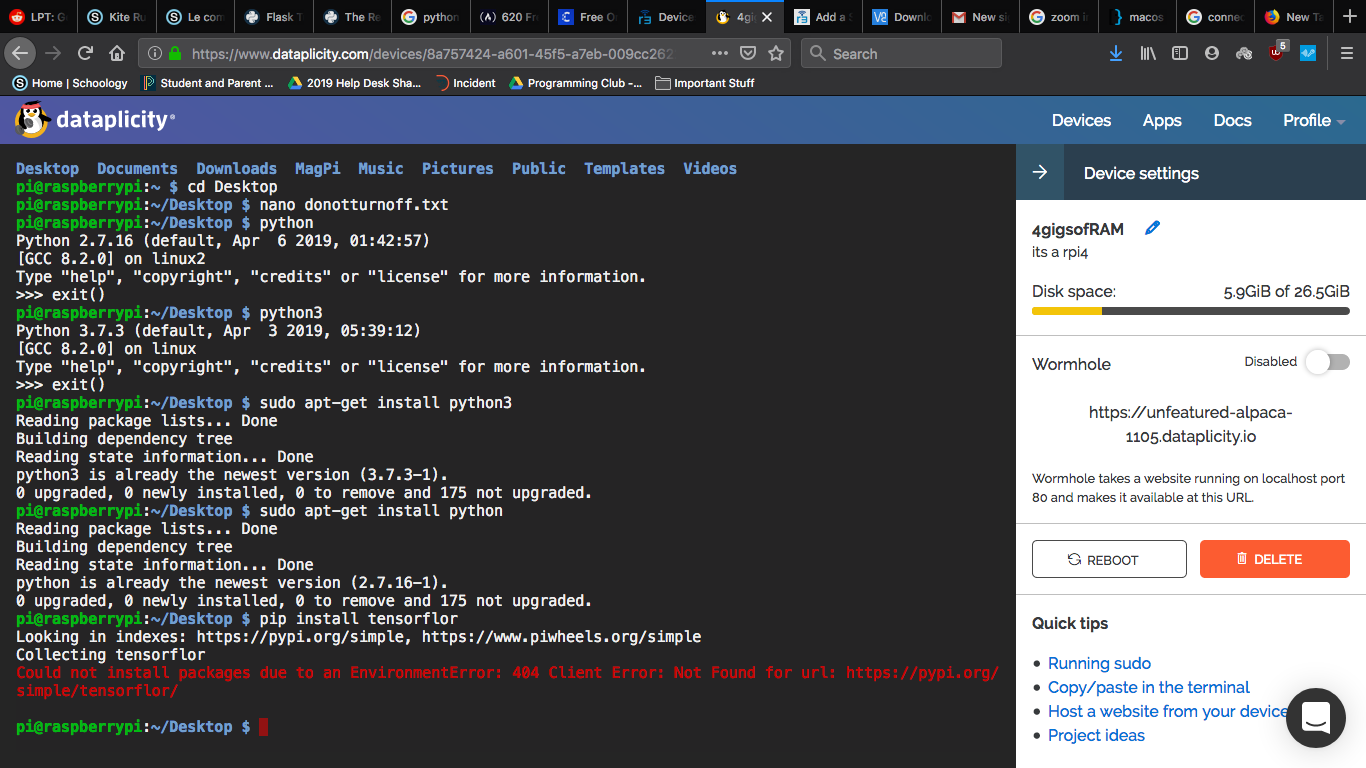 LPT: G
Kite Ru
Le com
Flask T
The Re
python
620 Fre
Free O
Device
4gi
Add a S
Downl
New si
zoom i
macos
connec
New Ta
https://www.dataplicity.com/devices/8a757424-a601-45f5-a7eb-009cc262
Search
5
Home | Schoology
Student and Parent ...
2019 Help Desk Sha...
Incident
Programming Club -...
Important Stuff
dataplicity
Devices
Apps
Docs
Profile
Desktop Documents Downloads MagPi Music Pictures Public Templates Videos
pi@raspberrypi:~ $ cd Desktop
pi@raspberrypi:~/Desktop $ nano donotturnoff.txt
pi@raspberrypi:~/Desktop $ python
Python 2.7.16 (default, Apr  6 2019, 01:42:57)
[GCC 8.2.0] on linux2
Type "help", "copyright", "credits" or "license" for more information.
>>> exit()
pi@raspberrypi:~/Desktop $ python3
Python 3.7.3 (default, Apr  3 2019, 05:39:12)
[GCC 8.2.0] on linux
Type "help", "copyright", "credits" or "license" for more information.
>>> exit()
pi@raspberrypi:~/Desktop $ sudo apt-get install python3
Reading package lists... Done
Building dependency tree
Reading state information... Done
python3 is already the newest version (3.7.3-1).
0 upgraded, 0 newly installed, 0 to remove and 175 not upgraded.
pi@raspberrypi:~/Desktop $ sudo apt-get install python
Reading package lists... Done
Building dependency tree
Reading state information... Done
python is already the newest version (2.7.16-1).
0 upgraded, 0 newly installed, 0 to remove and 175 not upgraded.
pi@raspberrypi:~/Desktop $ pip install tensorflor
Looking in indexes: https://pypi.org/simple, https://www.piwheels.org/simple
Collecting tensorflor
Could not install packages due to an EnvironmentError: 404 Client Error: Not Found for url: https://pypi.org/
simple/tensorflor/
pi@raspberrypi:~/Desktop $
Device settings
4gigsofRAM
its a rpi4
Disk space: 5.9GiB of 26.5GiB
Wormhole Disabled
https://unfeatured-alpaca-
1105.dataplicity.io
Wormhole takes a website running on localhost port
80 and makes it available at this URL.
REBOOT
DELETE
Quick tips
Running sudo
Copy/paste in the terminal
Host a website from your device
Project ideas